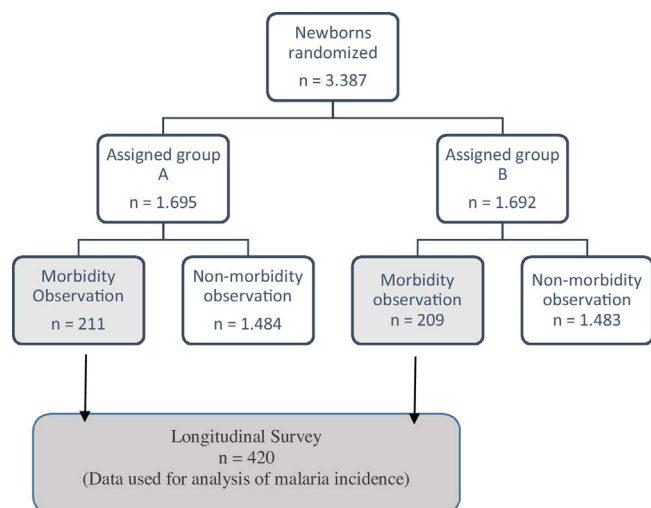 Newborns
randomized
n = 3.387
Assigned group
A
n = 1.695
Assigned group
B
n = 1.692
Morbidity
Observation
n = 211
Non-morbidity
observation
n = 1.484
Morbidity
observation
n = 209
Non-morbidity
observation
n = 1.483
Longitudinal Survey
n = 420
(Data used for analysis of malaria incidence)